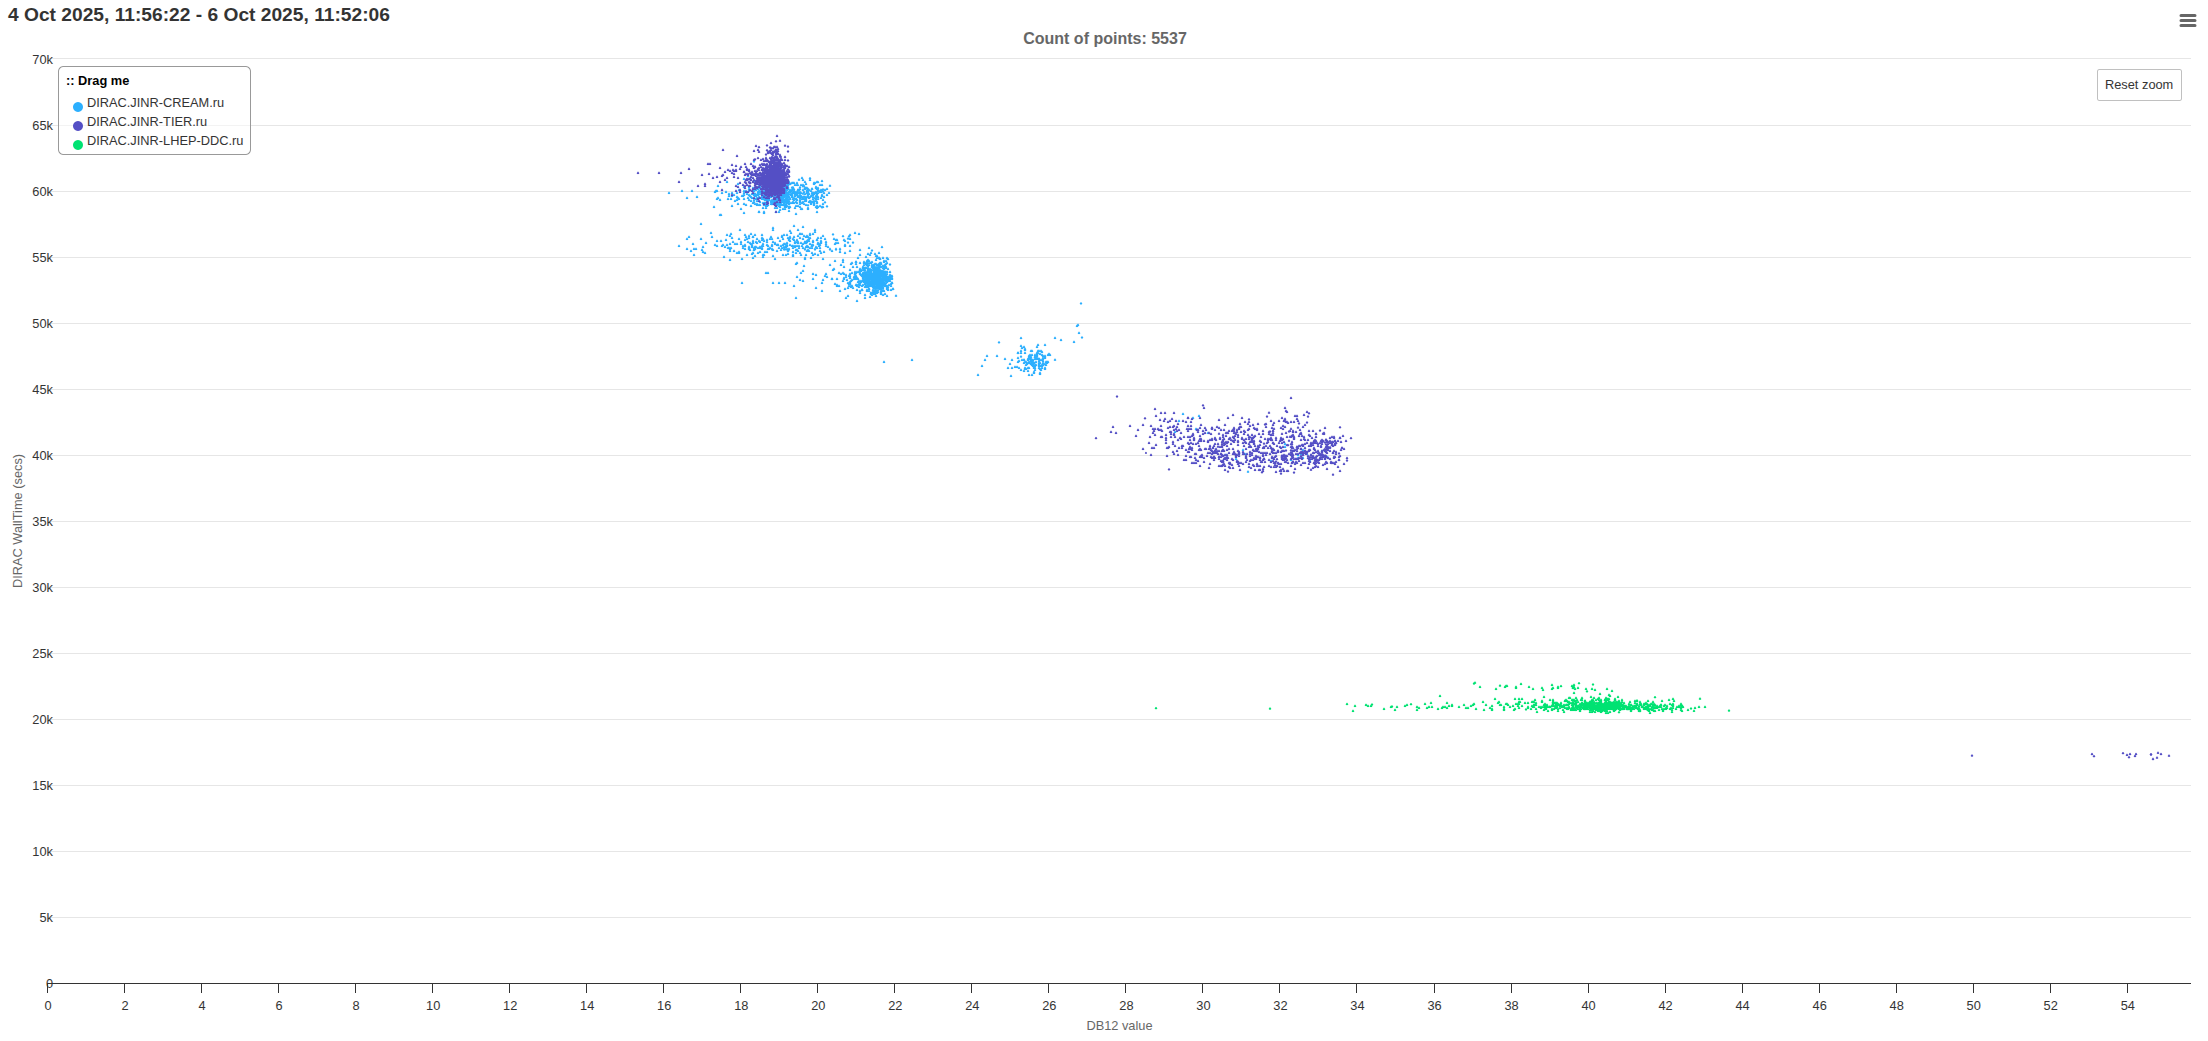 4 Oct 2025, 11:56:22 - 6 Oct 2025, 11:52:06
Count of points: 5537
:: Drag me
DIRAC.JINR-CREAM.ru
DIRAC.JINR-TIER.ru
DIRAC.JINR-LHEP-DDC.ru
Reset zoom
70k
65k
60k
55k
50k
45k
40k
35k
30k
25k
20k
15k
10k
5k
0
DIRAC WallTime (secs)
0 2 4 6 8 10 12 14 16 18 20 22 24 26 28 30 32 34 36 38 40 42 44 46 48 50 52 54
DB12 value